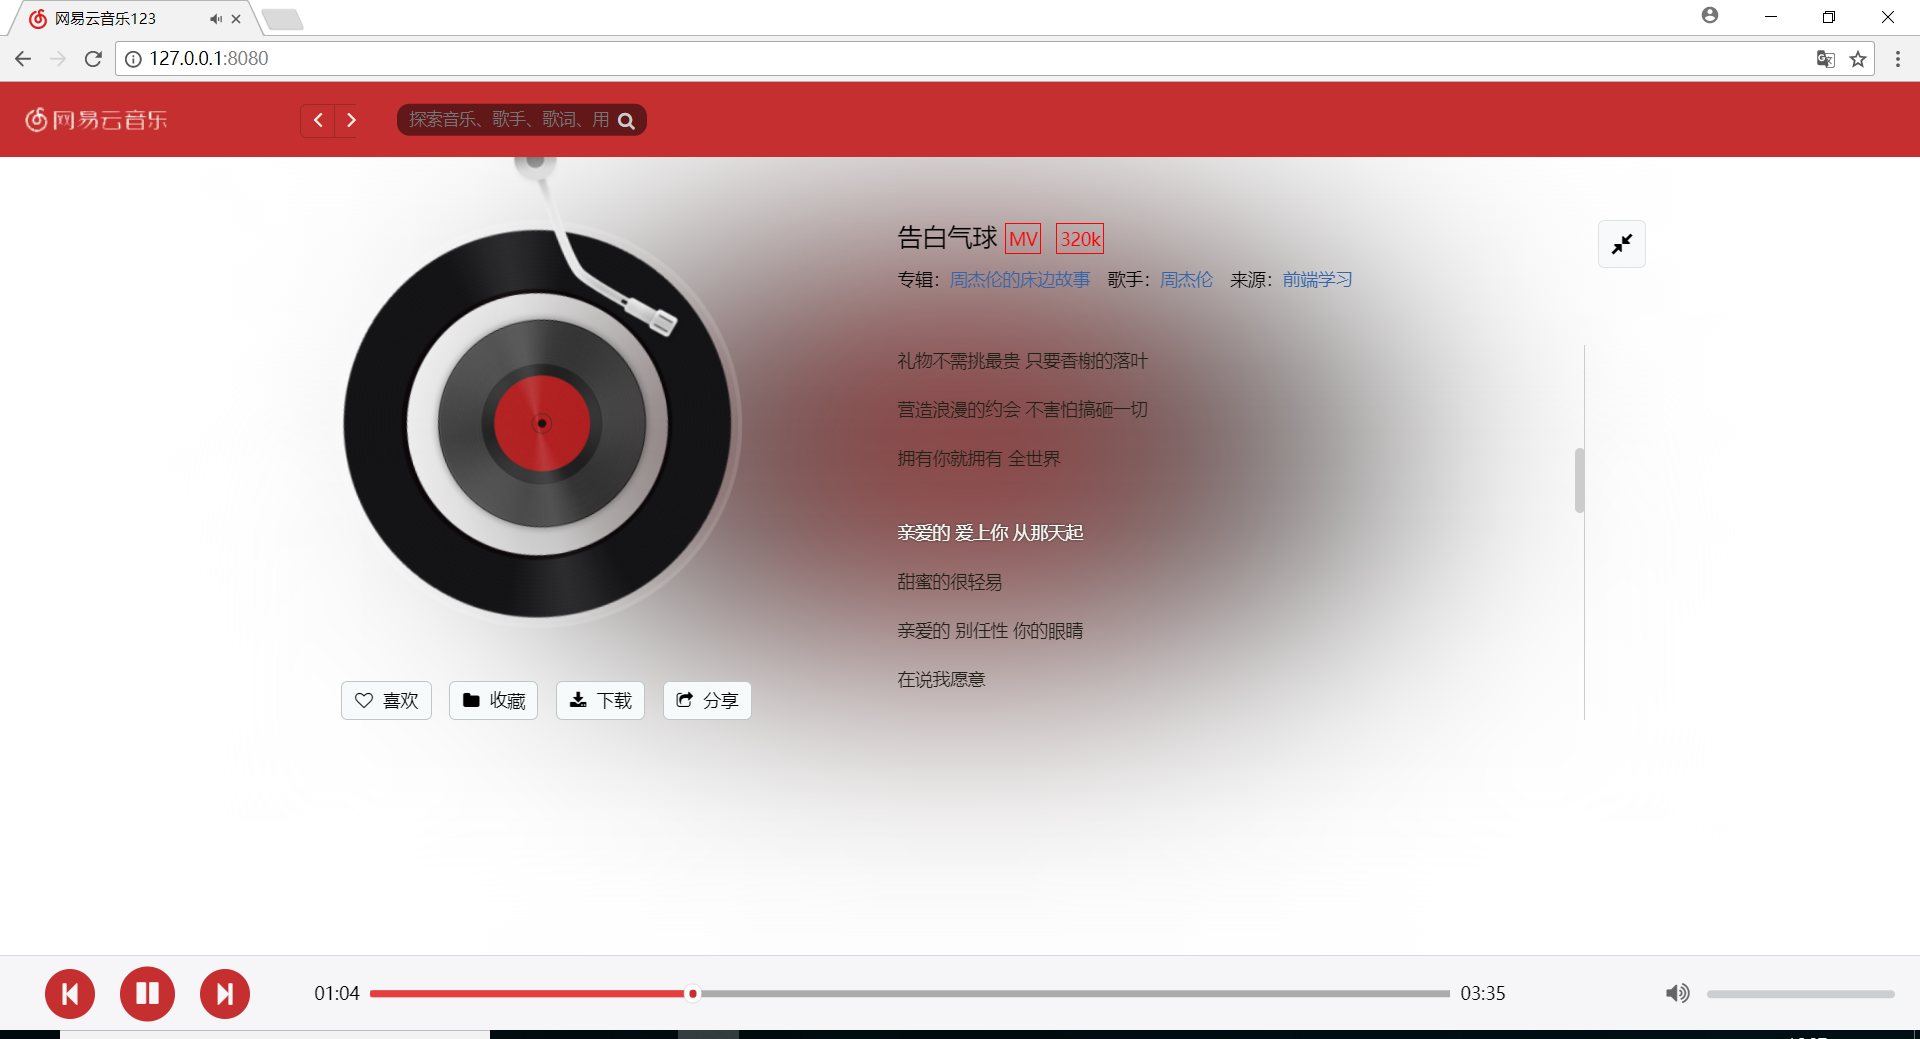 网易云音乐123
127.0.0.1:8080
网易云音乐
探索音乐、歌手、歌词、用
告白气球 MV 320k
专辑：周杰伦的床边故事 歌手：周杰伦 来源：前端学习
礼物不需挑最贵 只要香榭的落叶
营造浪漫的约会 不害怕搞砸一切
拥有你就拥有 全世界
亲爱的 爱上你 从那天起
甜蜜的很轻易
亲爱的 别任性 你的眼睛
在说我愿意
喜欢 收藏 下载 分享
01:04 03:35